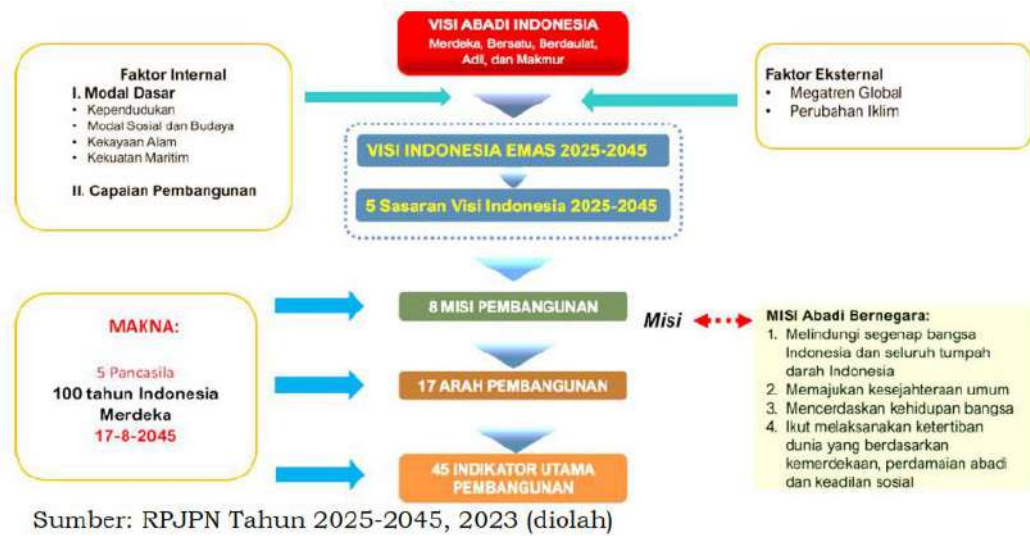 VISI ABADI INDONESIA
Merdeka, Bersatu, Berdaulat,
Adil, dan Makmur
Faktor Internal
I. Modal Dasar
• Kependudukan
• Modal Sosial dan Budaya
• Kekayaan Alam
• Kekuatan Maritim
II. Capaian Pembangunan
Faktor Eksternal
• Megatren Global
• Perubahan Iklim
VISI INDONESIA EMAS 2025-2045
5 Sasaran Visi Indonesia 2025-2045
MAKNA:
5 Pancasila
100 tahun Indonesia
Merdeka
17-8-2045
8 MISI PEMBANGUNAN
17 ARAH PEMBANGUNAN
45 INDIKATOR UTAMA
PEMBANGUNAN
Misi
MISI Abadi Bernegara:
1. Melindungi segenap bangsa
Indonesia dan seluruh tumpah
darah Indonesia
2. Memajukan kesejahteraan umum
3. Mencerdaskan kehidupan bangsa
4. Ikut melaksanakan ketertiban
dunia yang berdasarkan
kemerdekaan, perdamaian abadi
dan keadilan sosial
Sumber: RPJPN Tahun 2025-2045, 2023 (diolah)